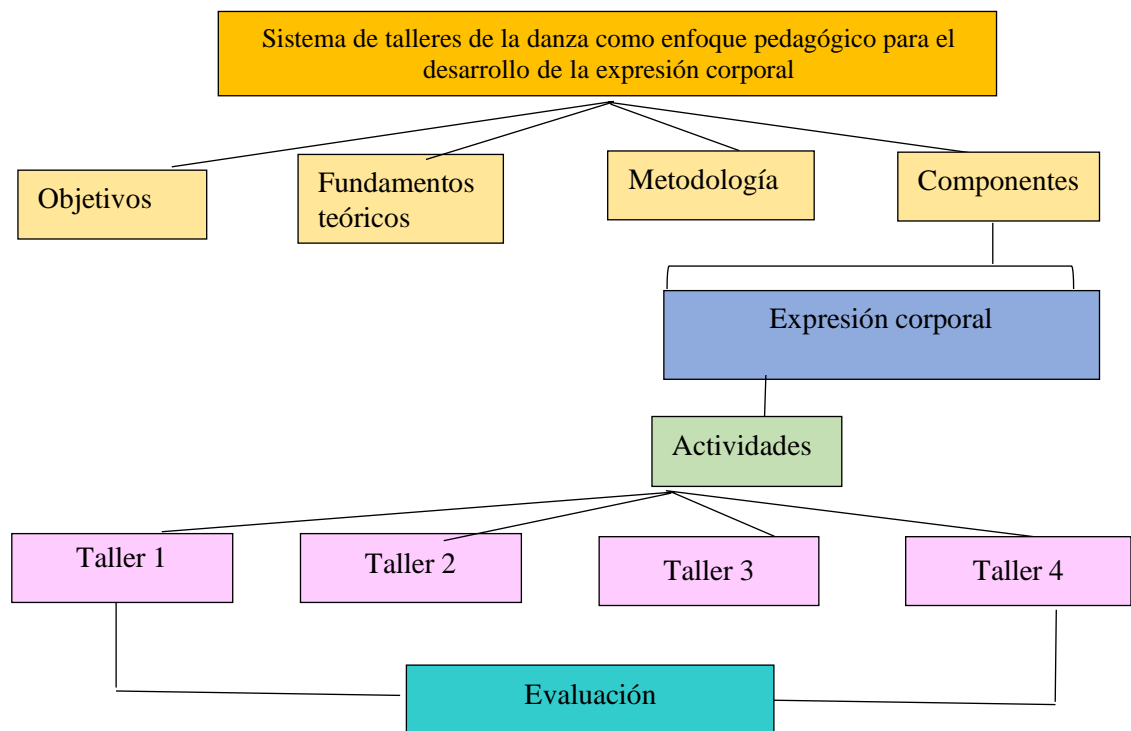 Sistema de talleres de la danza como enfoque pedagógico para el
desarrollo de la expresión corporal
Objetivos
Fundamentos
teóricos
Metodología
Componentes
Expresión corporal
Actividades
Taller 1
Taller 2
Taller 3
Taller 4
Evaluación